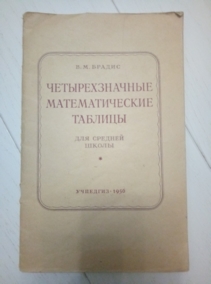 В. М. БРАДИС
ЧЕТЫРЕХЗНАЧНЫЕ
МАТЕМАТИЧЕСКИЕ
ТАБЛИЦЫ
ДЛЯ СРЕДНЕЙ
ШКОЛЫ
УЧПЕДГИЗ